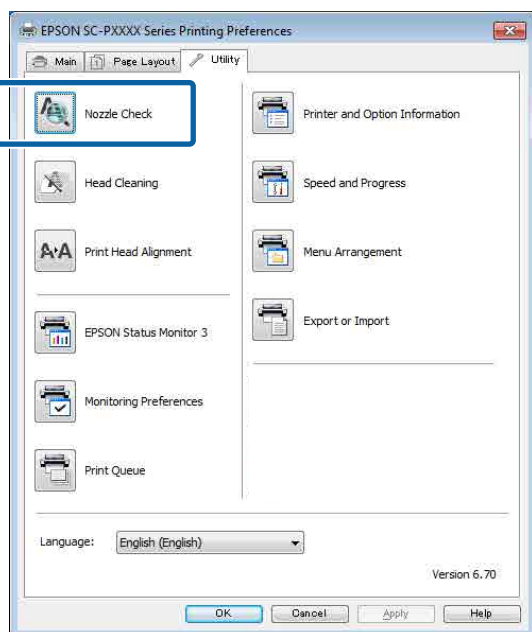 EPSON SC-PXXXX Series Printing Preferences
Main
Page Layout
Utility
Nozzle Check
Head Cleaning
Print Head Alignment
EPSON Status Monitor 3
Monitoring Preferences
Print Queue
Printer and Option Information
Speed and Progress
Menu Arrangement
Export or Import
Language: English (English)
Version 6.70
OK Cancel Apply Help